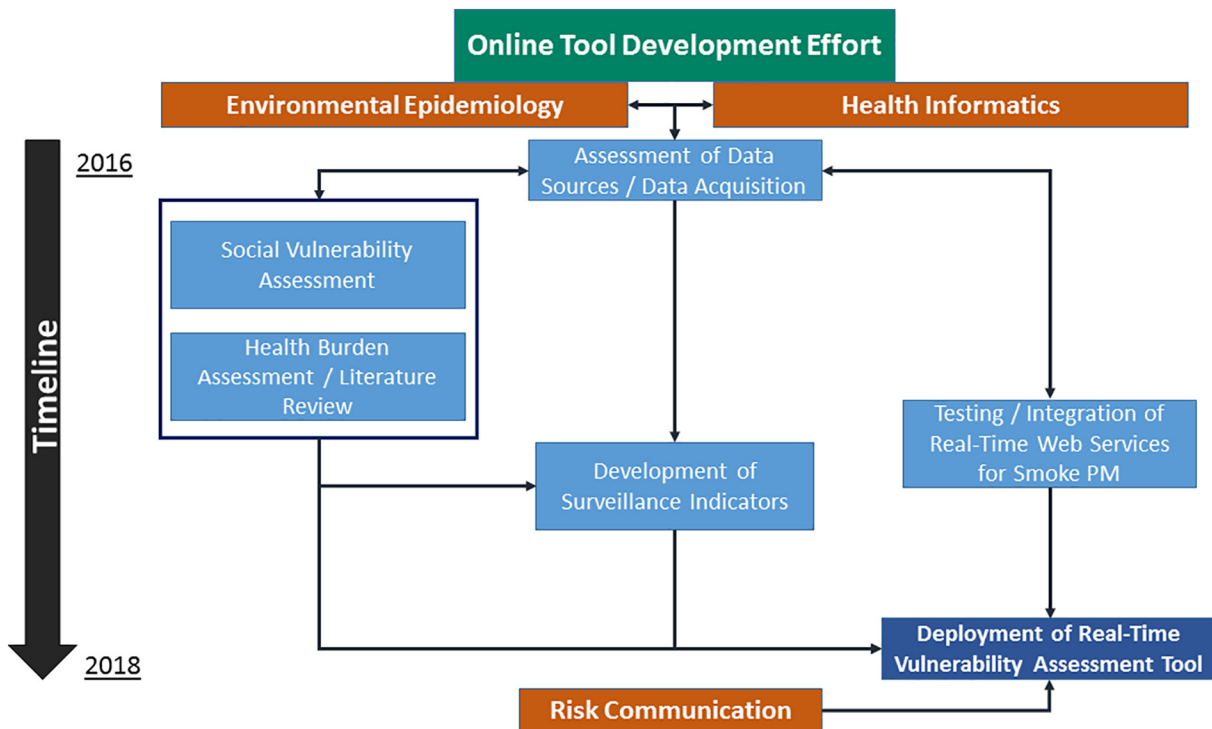 Online Tool Development Effort
Environmental Epidemiology
Health Informatics
2016
Assessment of Data
Sources / Data Acquisition
Social Vulnerability
Assessment
Health Burden
Assessment / Literature
Review
Timeline
Testing / Integration of
Real-Time Web Services
for Smoke PM
Development of
Surveillance Indicators
Deployment of Real-Time
Vulnerability Assessment Tool
2018
Risk Communication